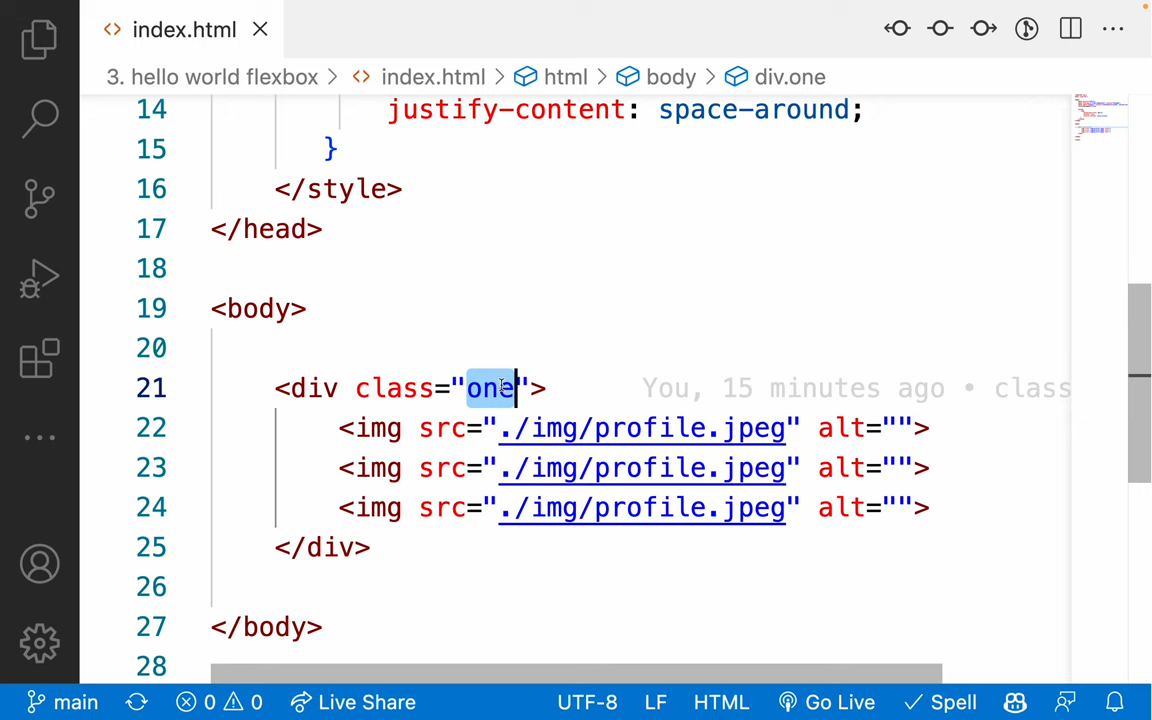 index.html
3. hello world flexbox > index.html > html > body > div.one
14 justify-content: space-around;
15 }
16 </style>
17 </head>
18
19 <body>
20
21 <div class="one"> You, 15 minutes ago • class
22 <img src="./img/profile.jpeg" alt="">
23 <img src="./img/profile.jpeg" alt="">
24 <img src="./img/profile.jpeg" alt="">
25 </div>
26
27 </body>
28
main 0 0 Live Share UTF-8 LF HTML Go Live Spell